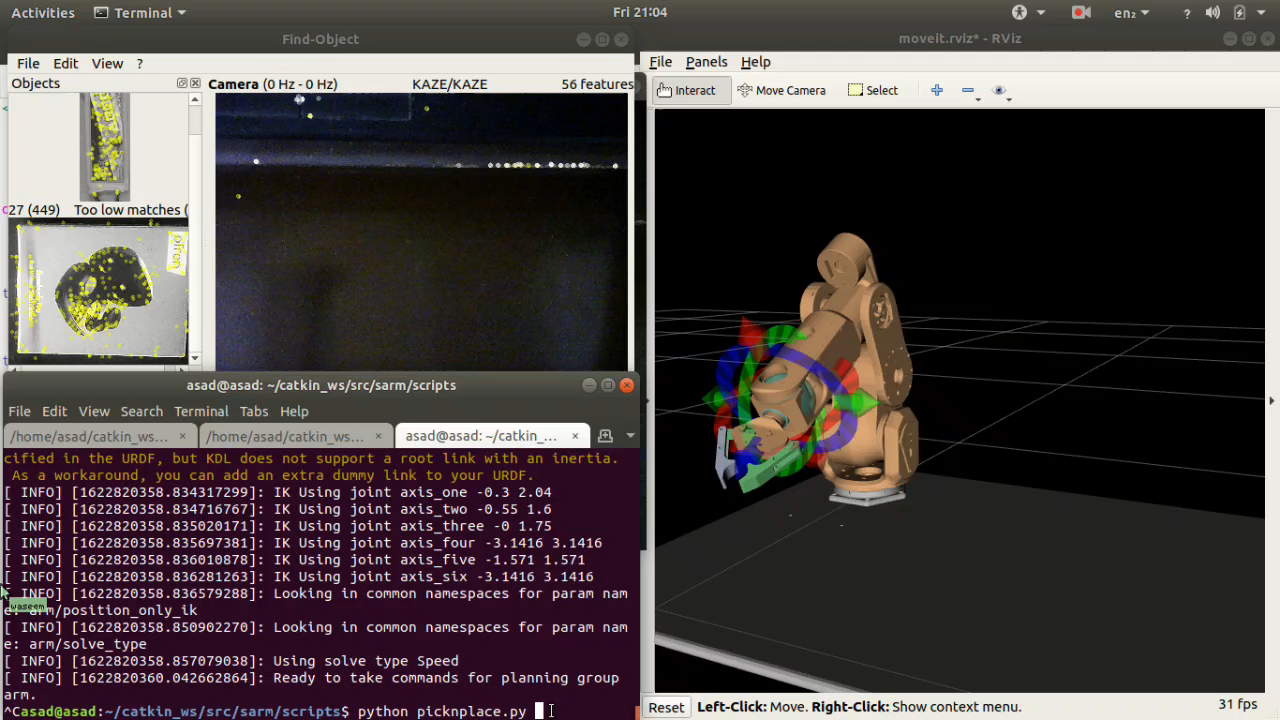 Activities
Terminal
Fri 21:04
en₂
?
Find-Object
File Edit View ?
Objects
Camera (0 Hz - 0 Hz) KAZE/KAZE 56 features
27 (449) Too low matches (
asad@asad: ~/catkin_ws/src/sarm/scripts
File Edit View Search Terminal Tabs Help
/home/asad/catkin_ws... /home/asad/catkin_ws... asad@asad: ~/catkin_...
cified in the URDF, but KDL does not support a root link with an inertia.
As a workaround, you can add an extra dummy link to your URDF.
[ INFO] [1622820358.834317299]: IK Using joint axis_one -0.3 2.04
[ INFO] [1622820358.834716767]: IK Using joint axis_two -0.55 1.6
[ INFO] [1622820358.835020171]: IK Using joint axis_three -0 1.75
[ INFO] [1622820358.835697381]: IK Using joint axis_four -3.1416 3.1416
[ INFO] [1622820358.836010878]: IK Using joint axis_five -1.571 1.571
[ INFO] [1622820358.836281263]: IK Using joint axis_six -3.1416 3.1416
[ INFO] [1622820358.836579288]: Looking in common namespaces for param nam
e: arm/position_only_ik
waseem
[ INFO] [1622820358.850902270]: Looking in common namespaces for param nam
e: arm/solve_type
[ INFO] [1622820358.857079038]: Using solve type Speed
[ INFO] [1622820360.042662864]: Ready to take commands for planning group
arm.
^Casad@asad:~/catkin_ws/src/sarm/scripts$ python picknplace.py
moveit.rviz* - RViz
File Panels Help
Interact Move Camera Select
Reset Left-Click: Move. Right-Click: Show context menu. 31 fps